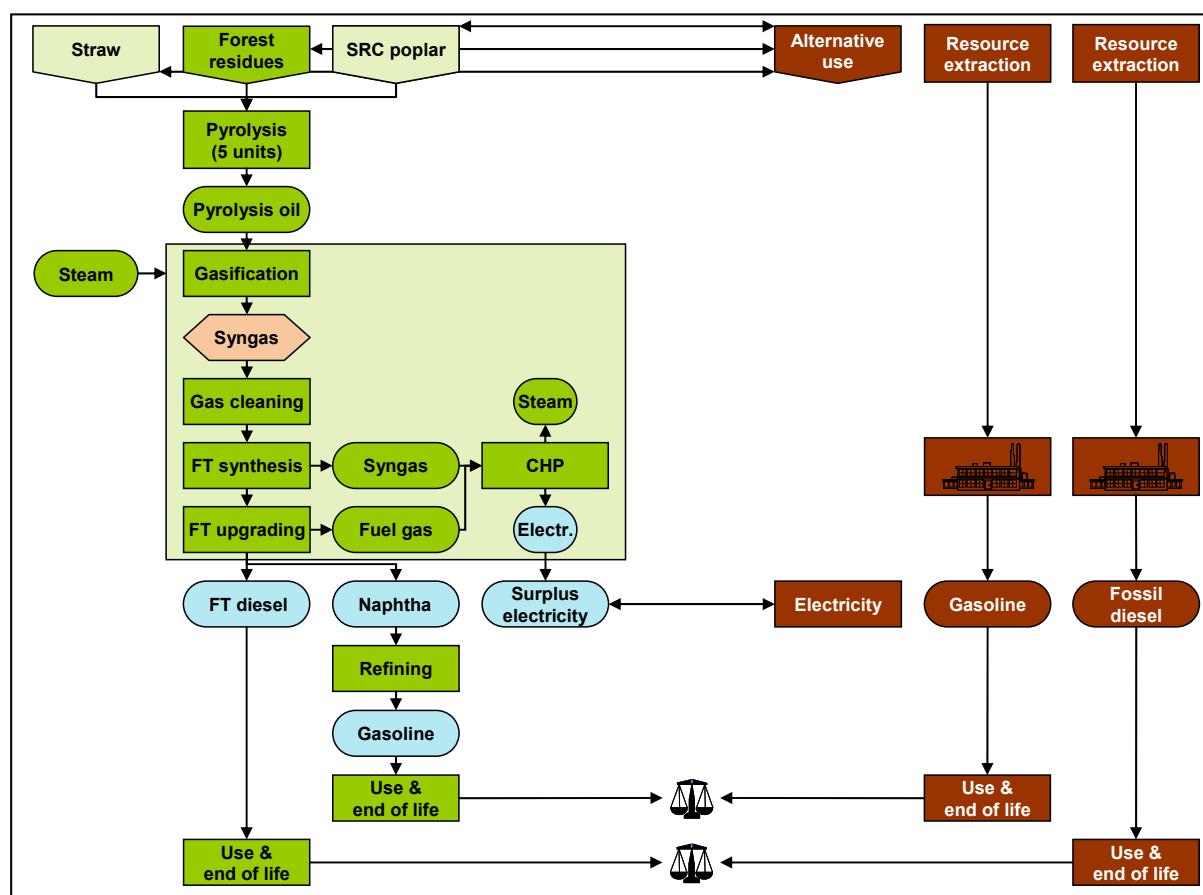 Straw
Forest
residues
SRC poplar
Alternative
use
Resource
extraction
Resource
extraction
Pyrolysis
(5 units)
Pyrolysis oil
Steam
Gasification
Syngas
Gas cleaning
Steam
FT synthesis
Syngas
CHP
FT upgrading
Fuel gas
Electr.
FT diesel
Naphtha
Surplus
electricity
Electricity
Gasoline
Fossil
diesel
Refining
Gasoline
Use &
end of life
Use &
end of life
Use &
end of life
Use &
end of life